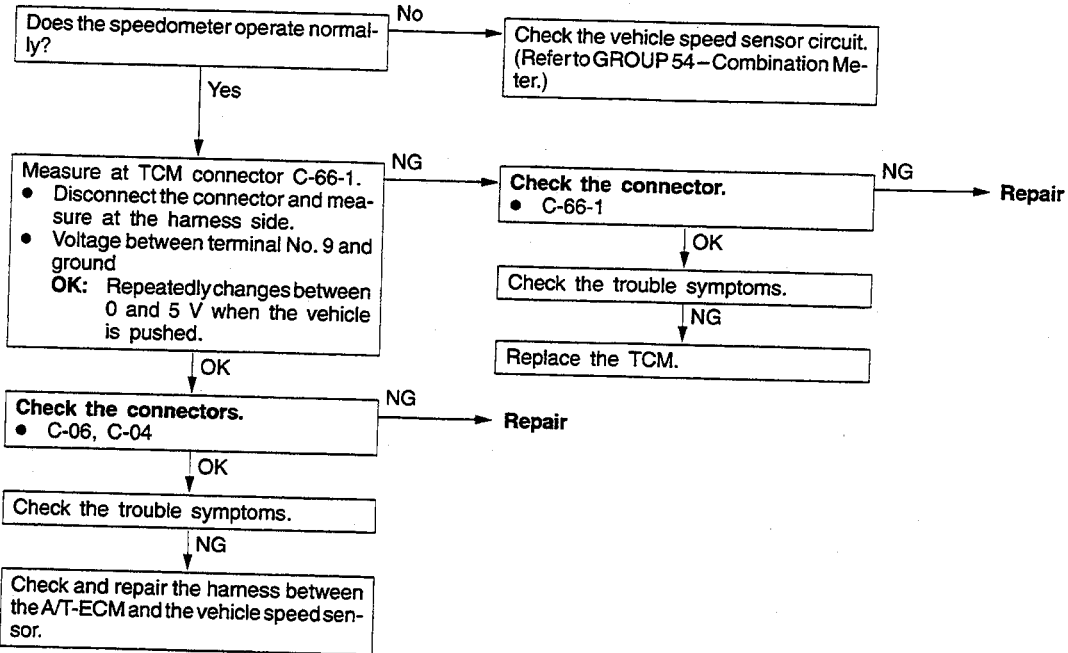 Does the speedometer operate normal-
ly?
No
Check the vehicle speed sensor circuit.
(Refer to GROUP 54–Combination Me-
ter.)
Yes
Measure at TCM connector C-66-1.
● Disconnect the connector and mea-
sure at the harness side.
● Voltage between terminal No. 9 and
ground
OK: Repeatedly changes between
0 and 5 V when the vehicle
is pushed.
NG
Check the connector.
● C-66-1
NG
Repair
OK
Check the trouble symptoms.
NG
Replace the TCM.
OK
Check the connectors.
● C-06, C-04
NG
Repair
OK
Check the trouble symptoms.
NG
Check and repair the harness between
the A/T-ECM and the vehicle speed sen-
sor.